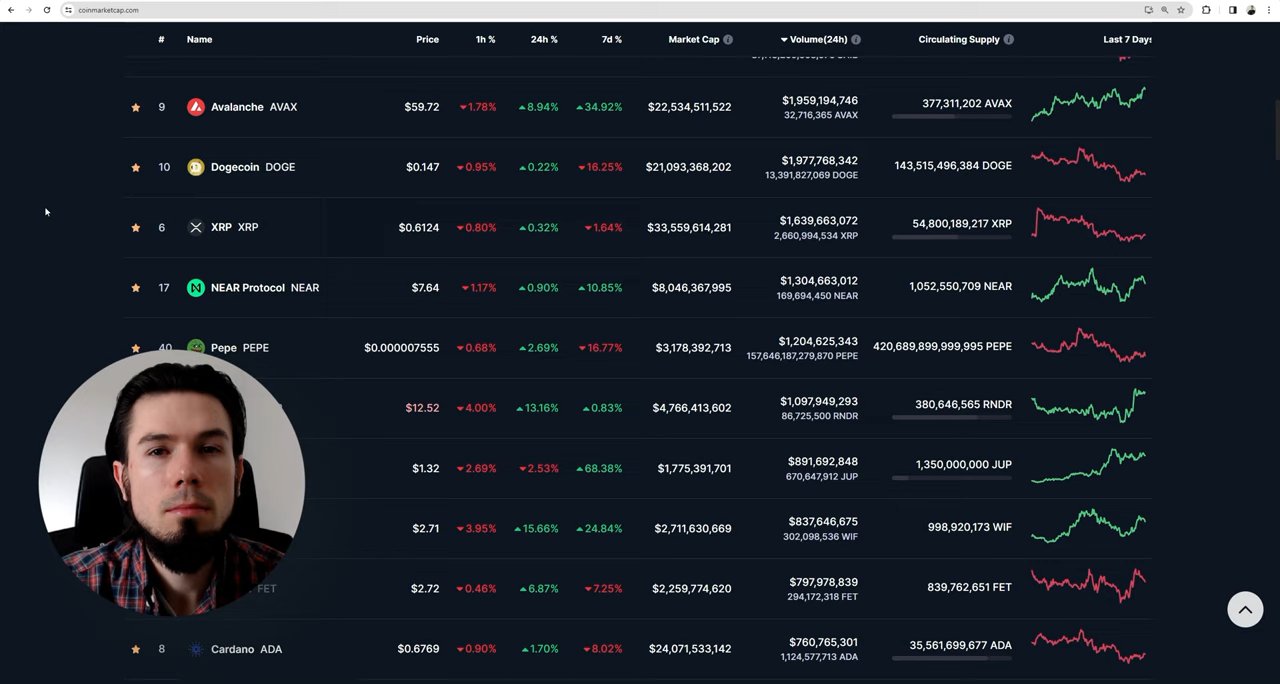 coinmarketcap.com
# Name Price 1h % 24h % 7d % Market Cap Volume(24h) Circulating Supply Last 7 Days
9 Avalanche AVAX $59.72 1.78% 8.94% 34.92% $22,534,511,522 $1,959,194,746 377,311,202 AVAX
32,716,365 AVAX
10 Dogecoin DOGE $0.147 0.95% 0.22% 16.25% $21,093,368,202 $1,977,768,342 143,515,496,384 DOGE
13,391,827,069 DOGE
6 XRP XRP $0.6124 0.80% 0.32% 1.64% $33,559,614,281 $1,639,663,072 54,800,189,217 XRP
2,660,994,534 XRP
17 NEAR Protocol NEAR $7.64 1.17% 0.90% 10.85% $8,046,367,995 $1,304,663,012 1,052,550,709 NEAR
169,694,450 NEAR
40 Pepe PEPE $0.000007555 0.68% 2.69% 16.77% $3,178,392,713 $1,204,625,343 420,689,899,999,995 PEPE
157,646,187,279,870 PEPE
$12.52 4.00% 13.16% 0.83% $4,766,413,602 $1,097,949,293 380,646,565 RNDR
86,725,500 RNDR
$1.32 2.69% 2.53% 68.38% $1,775,391,701 $891,692,848 1,350,000,000 JUP
670,647,912 JUP
$2.71 3.95% 15.66% 24.84% $2,711,630,669 $837,646,675 998,920,173 WIF
302,098,536 WIF
FET $2.72 0.46% 6.87% 7.25% $2,259,774,620 $797,978,839 839,762,651 FET
294,172,318 FET
8 Cardano ADA $0.6769 0.90% 1.70% 8.02% $24,071,533,142 $760,765,301 35,561,699,677 ADA
1,124,577,713 ADA